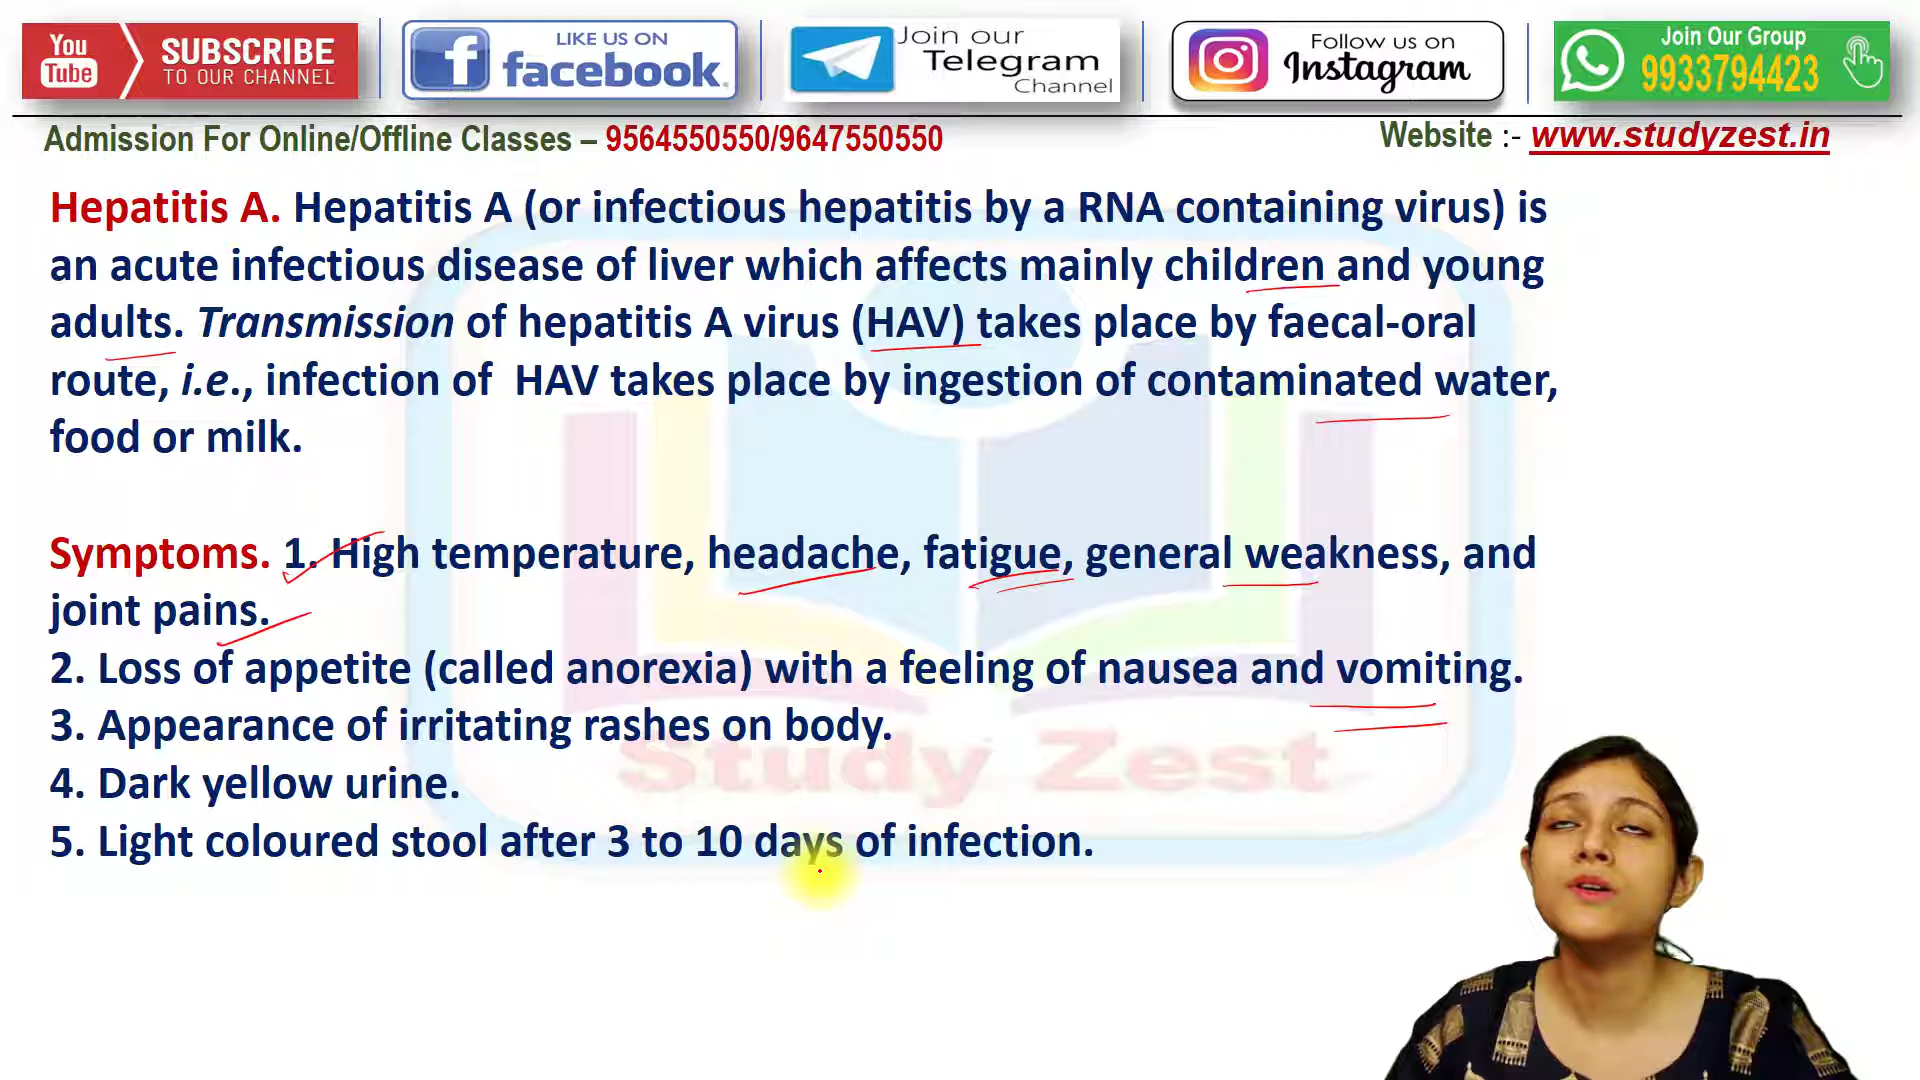 You Tube SUBSCRIBE TO OUR CHANNEL
LIKE US ON facebook.
Join our Telegram Channel
Follow us on Instagram
Join Our Group 9933794423
Admission For Online/Offline Classes – 9564550550/9647550550
Website :- www.studyzest.in
Hepatitis A. Hepatitis A (or infectious hepatitis by a RNA containing virus) is
an acute infectious disease of liver which affects mainly children and young
adults. Transmission of hepatitis A virus (HAV) takes place by faecal-oral
route, i.e., infection of HAV takes place by ingestion of contaminated water,
food or milk.
Symptoms. 1. High temperature, headache, fatigue, general weakness, and
joint pains.
2. Loss of appetite (called anorexia) with a feeling of nausea and vomiting.
3. Appearance of irritating rashes on body.
Study Zest
4. Dark yellow urine.
5. Light coloured stool after 3 to 10 days of infection.